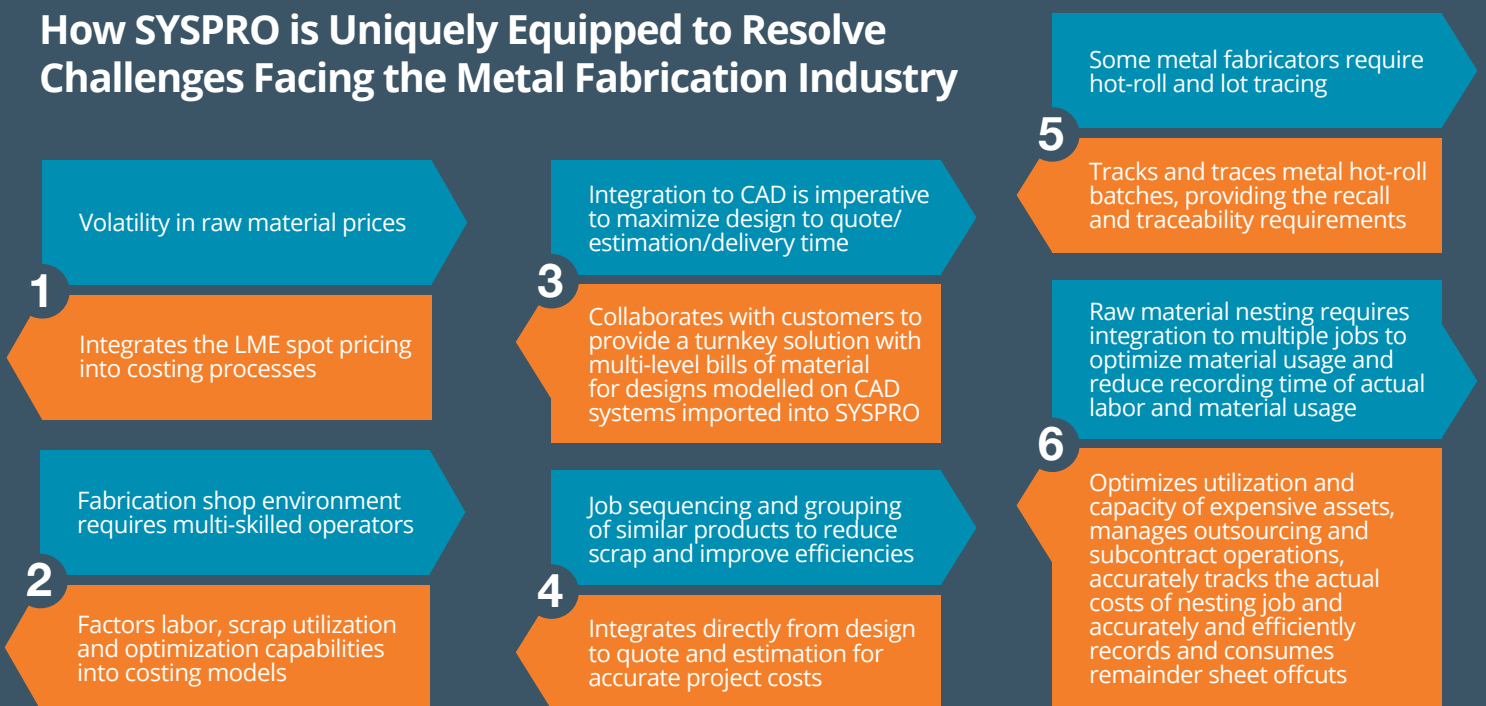 How SYSPRO is Uniquely Equipped to Resolve
Challenges Facing the Metal Fabrication Industry
1
Volatility in raw material prices
Integrates the LME spot pricing
into costing processes
2
Fabrication shop environment
requires multi-skilled operators
Factors labor, scrap utilization
and optimization capabilities
into costing models
3
Integration to CAD is imperative
to maximize design to quote/
estimation/delivery time
Collaborates with customers to
provide a turnkey solution with
multi-level bills of material
for designs modelled on CAD
systems imported into SYSPRO
4
Job sequencing and grouping
of similar products to reduce
scrap and improve efficiencies
Integrates directly from design
to quote and estimation for
accurate project costs
5
Some metal fabricators require
hot-roll and lot tracing
Tracks and traces metal hot-roll
batches, providing the recall
and traceability requirements
6
Raw material nesting requires
integration to multiple jobs to
optimize material usage and
reduce recording time of actual
labor and material usage
Optimizes utilization and
capacity of expensive assets,
manages outsourcing and
subcontract operations,
accurately tracks the actual
costs of nesting job and
accurately and efficiently
records and consumes
remainder sheet offcuts